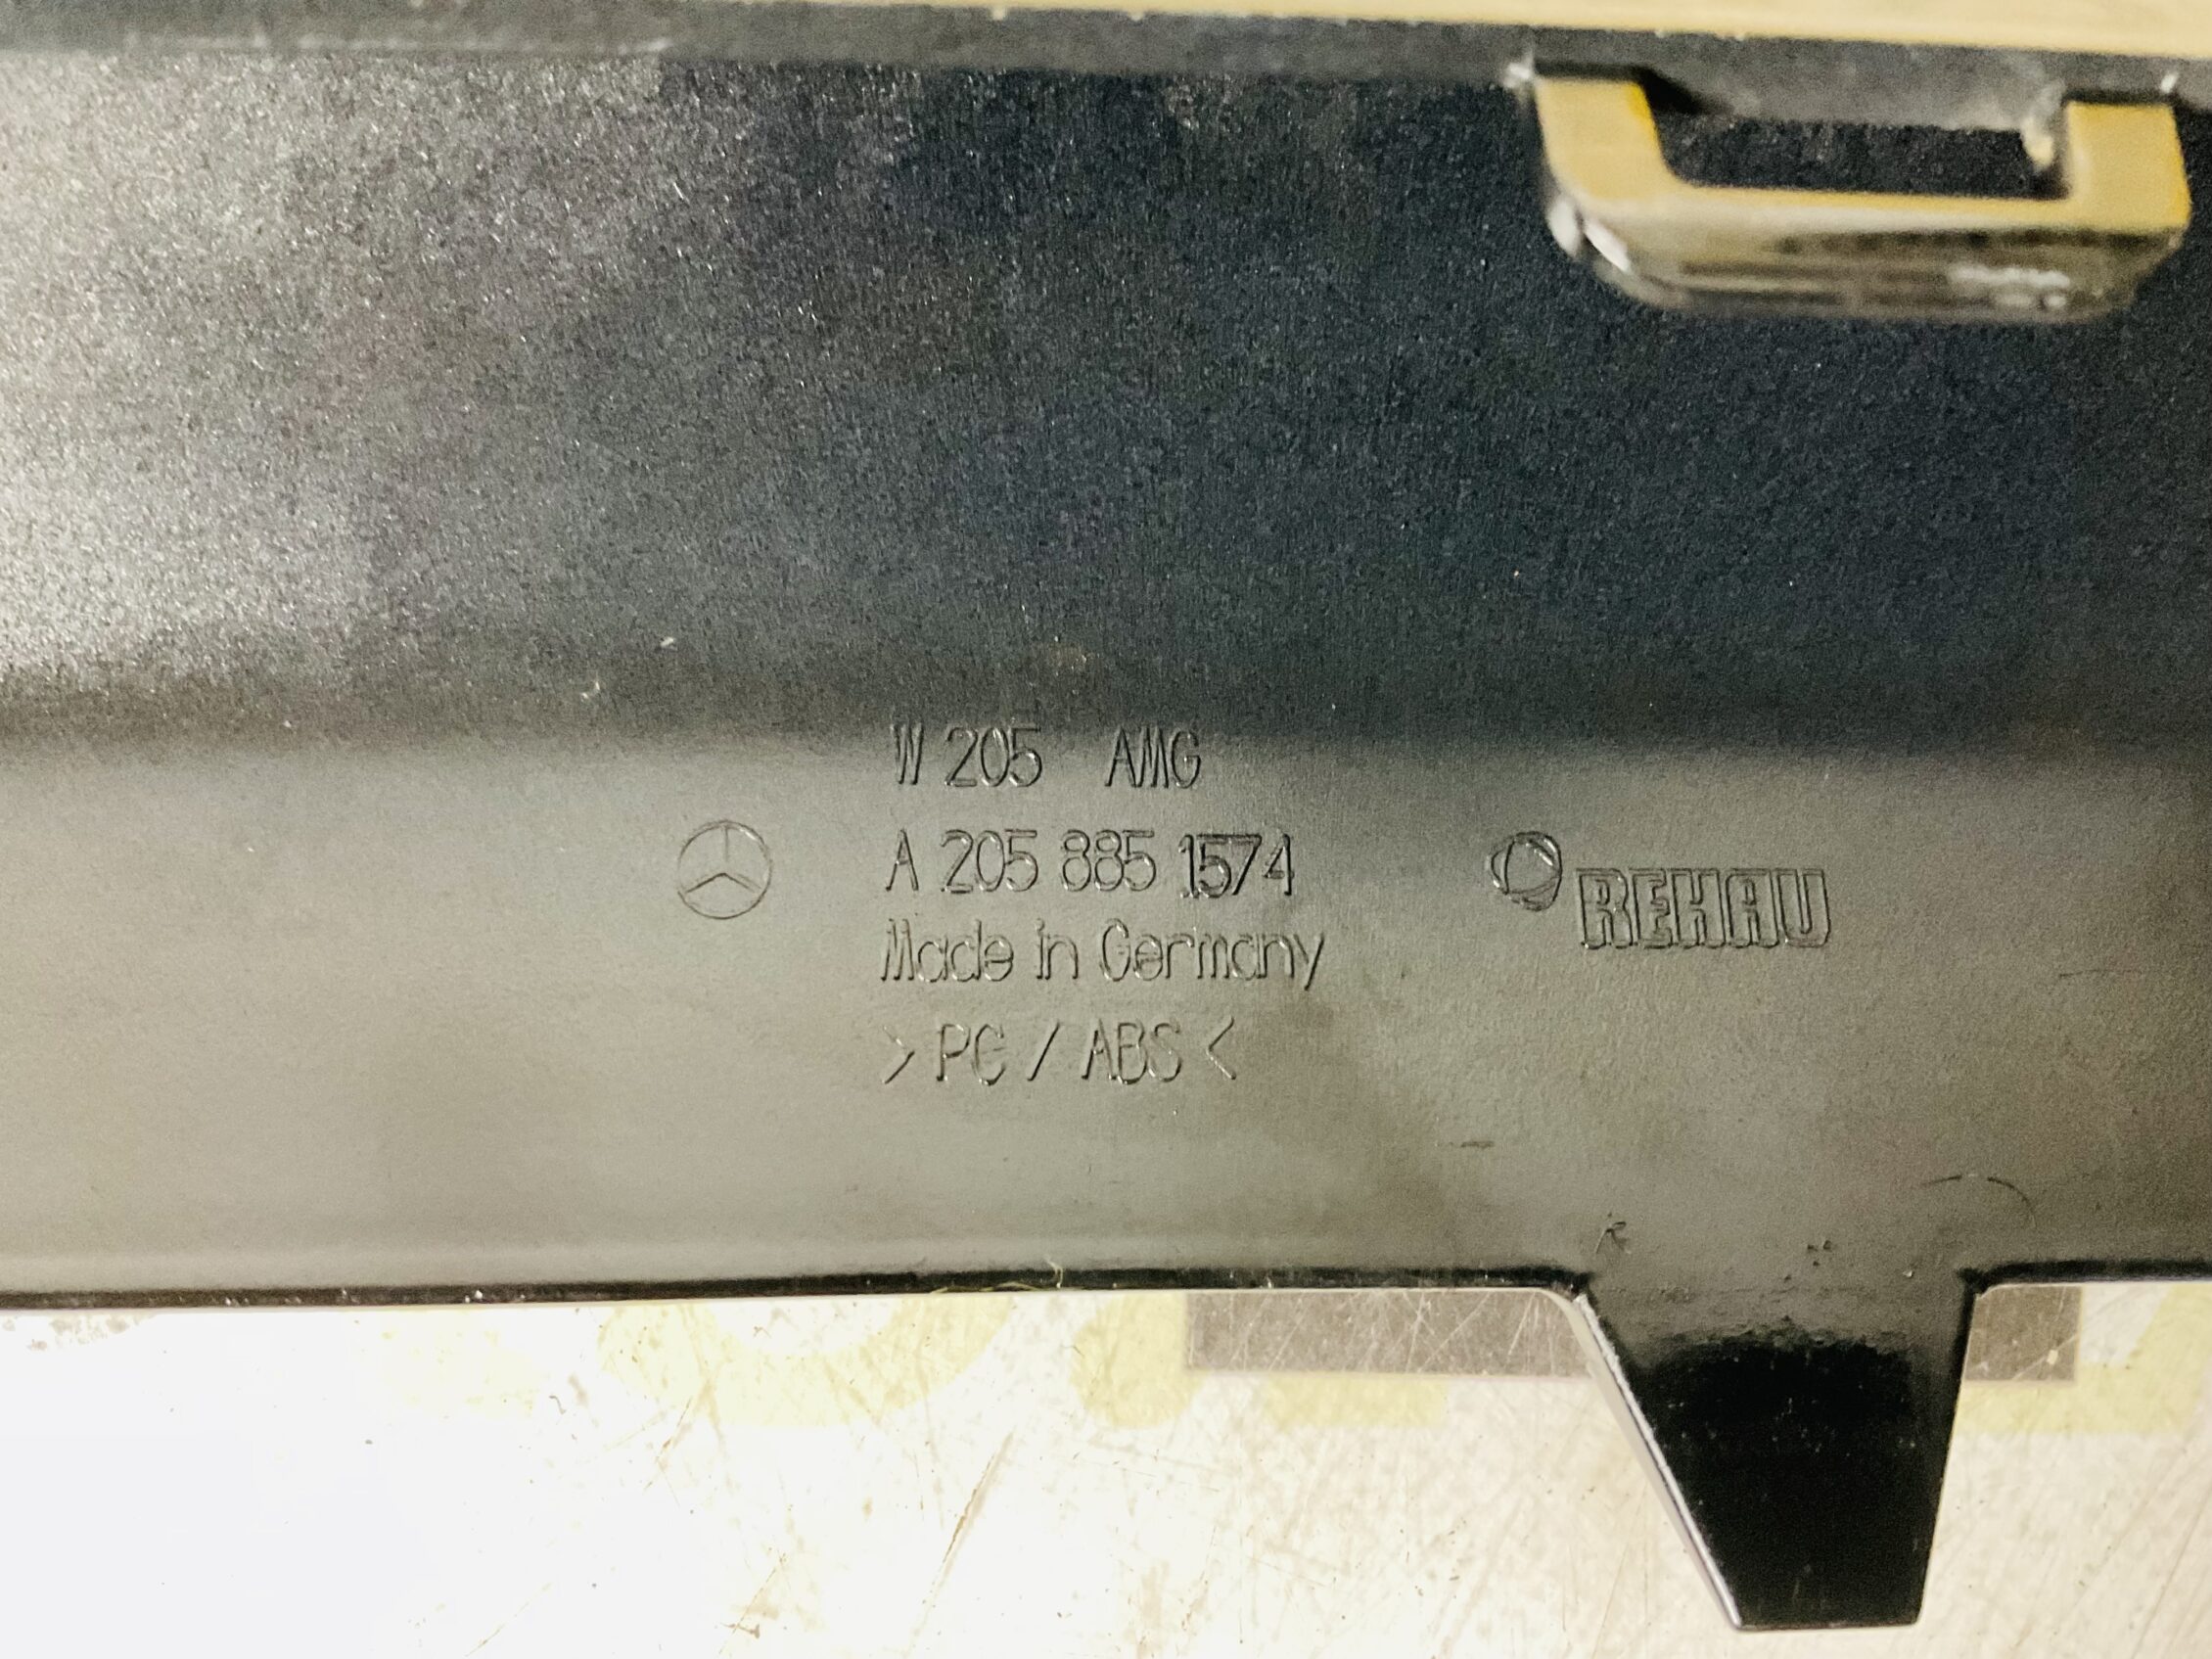 W 205 AMG
A 205 885 1574
REHAU
Made in Germany
>PC / ABS<